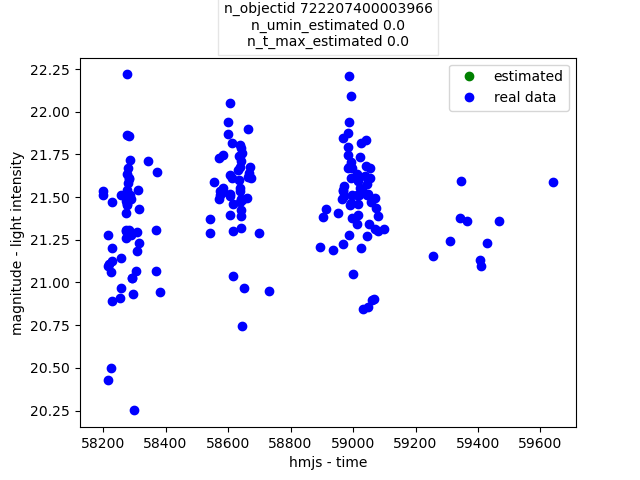 n_objectid 722207400003966
n_umin_estimated 0.0
n_t_max_estimated 0.0
estimated
real data
magnitude - light intensity
22.25
22.00
21.75
21.50
21.25
21.00
20.75
20.50
20.25
58200 58400 58600 58800 59000 59200 59400 59600
hmjs - time